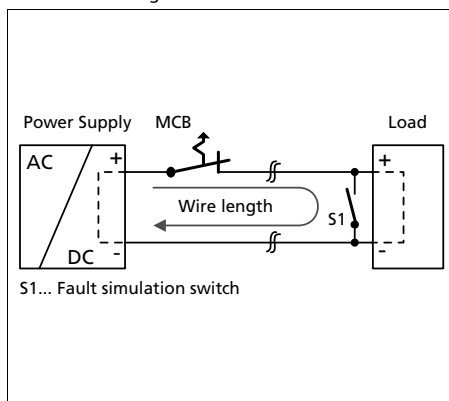 Power Supply MCB Load
AC + +
Wire length
S1
DC - -
S1... Fault simulation switch